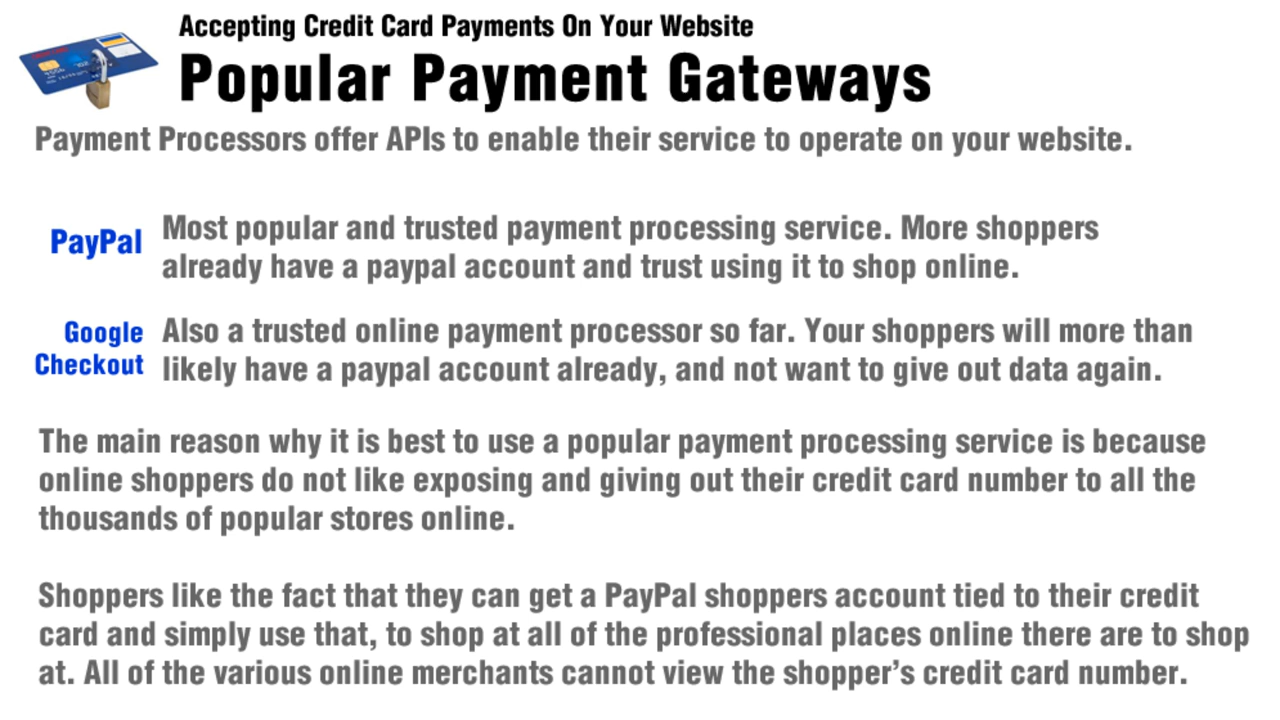 Accepting Credit Card Payments On Your Website
Popular Payment Gateways
Payment Processors offer APIs to enable their service to operate on your website.
PayPal
Most popular and trusted payment processing service. More shoppers
already have a paypal account and trust using it to shop online.
Google
Checkout
Also a trusted online payment processor so far. Your shoppers will more than
likely have a paypal account already, and not want to give out data again.
The main reason why it is best to use a popular payment processing service is because
online shoppers do not like exposing and giving out their credit card number to all the
thousands of popular stores online.
Shoppers like the fact that they can get a PayPal shoppers account tied to their credit
card and simply use that, to shop at all of the professional places online there are to shop
at. All of the various online merchants cannot view the shopper’s credit card number.